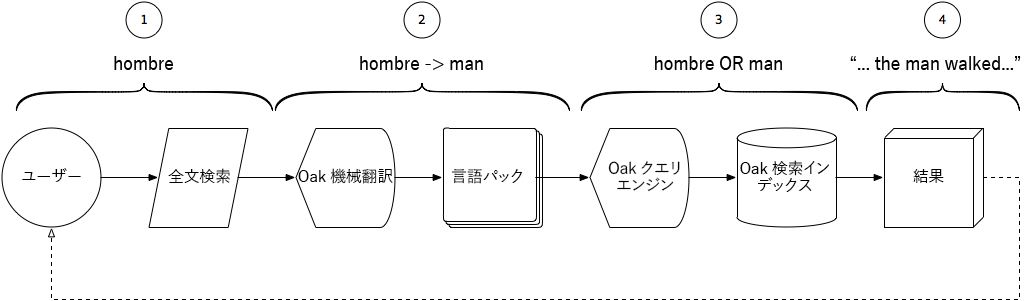 1
2
3
4
hombre
hombre -> man
hombre OR man
“... the man walked...”
ユーザー
全文検索
Oak 機械翻訳
言語パック
Oak クエリ
エンジン
Oak 検索イン
デックス
結果